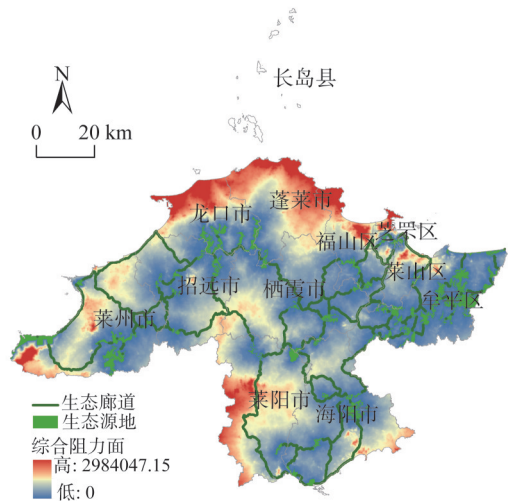 N
长岛县
0 20 km
蓬莱市
龙口市
福山区
芝罘区
莱山区
招远市
栖霞市
牟平区
莱州市
莱阳市
海阳市
生态廊道
生态源地
综合阻力面
高: 2984047.15
低: 0